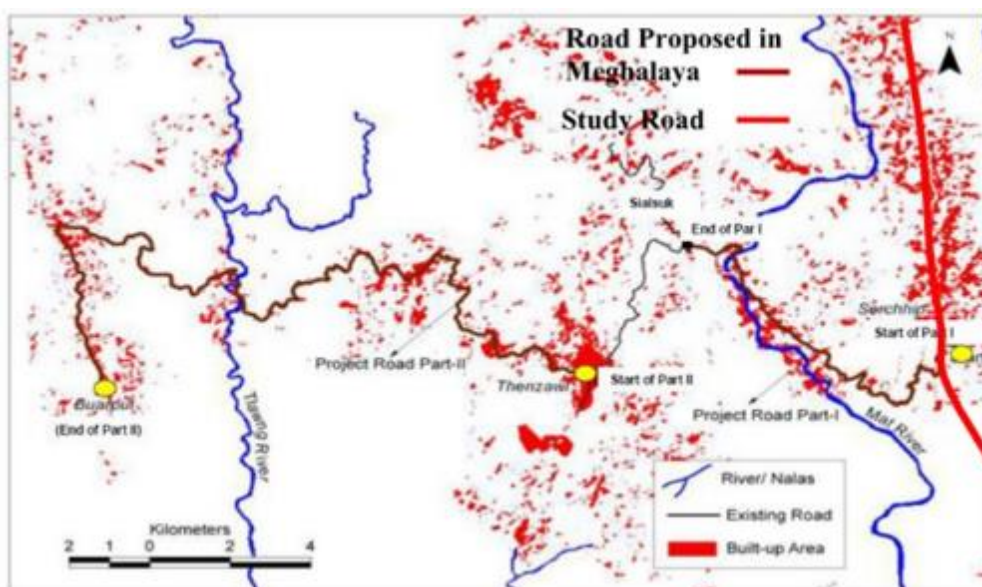 Road Proposed in
Meghalaya
Study Road
N
Sialsuk
End of Par I
Serchhip
Start of Part I
Project Road Part-II
Thenzawl
Start of Part II
Buarpui
(End of Part II)
Tlawng River
Project Road Part-I
Mat River
River/ Nalas
Existing Road
Built-up Area
Kilometers
2 1 0 2 4